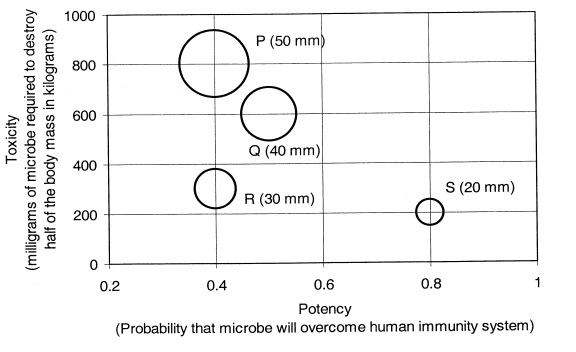 Toxicity
(milligrams of microbe required to destroy
half of the body mass in kilograms)
1000
800
600
400
200
0
P (50 mm)
Q (40 mm)
R (30 mm)
S (20 mm)
0.2
0.4
0.6
0.8
1
Potency
(Probability that microbe will overcome human immunity system)